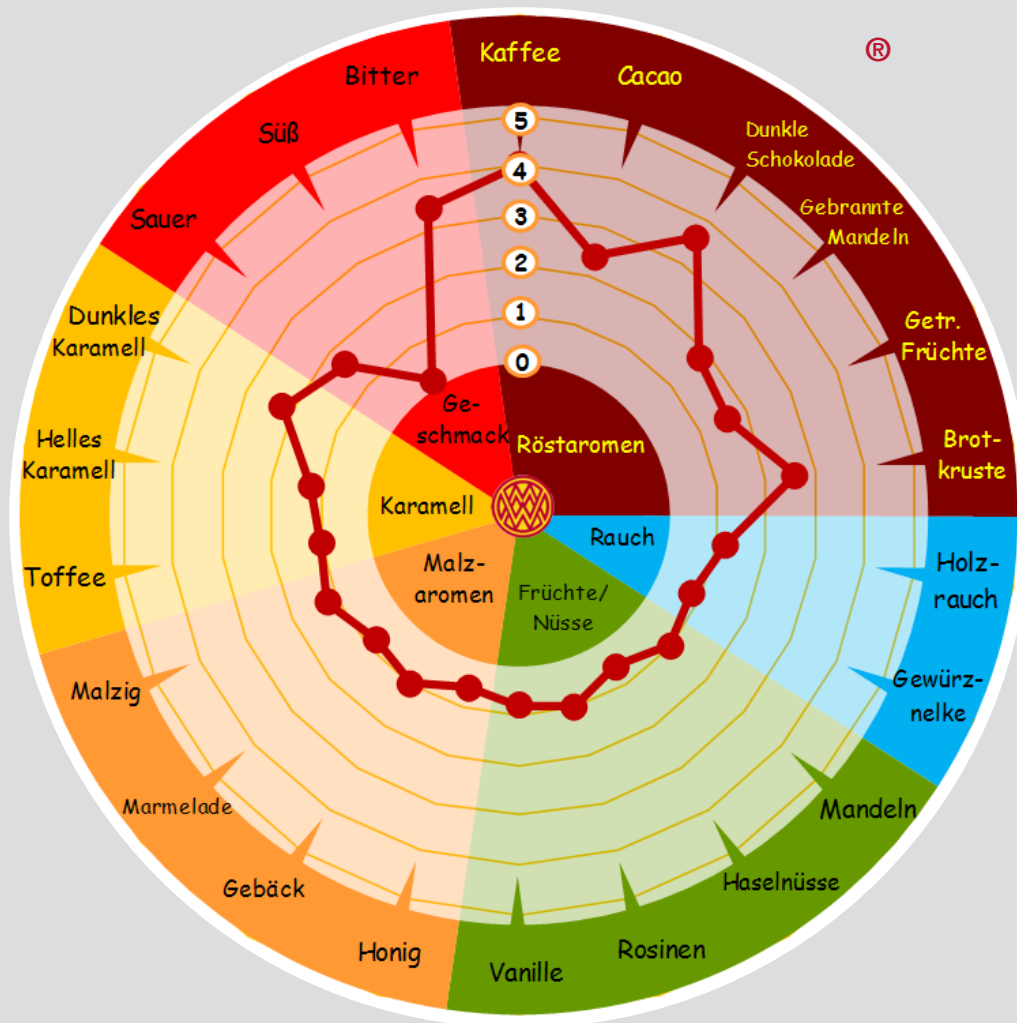 ®
Kaffee
Cacao
Dunkle
Schokolade
Gebrannte
Mandeln
Getr.
Früchte
Brot-
kruste
Holz-
rauch
Gewürz-
nelke
Mandeln
Haselnüsse
Rosinen
Vanille
Honig
Gebäck
Marmelade
Malzig
Toffee
Helles
Karamell
Dunkles
Karamell
Sauer
Süß
Bitter
5
4
3
2
1
0
Ge-
schmack
Röstaromen
Karamell
Rauch
Malz-
aromen
Früchte/
Nüsse